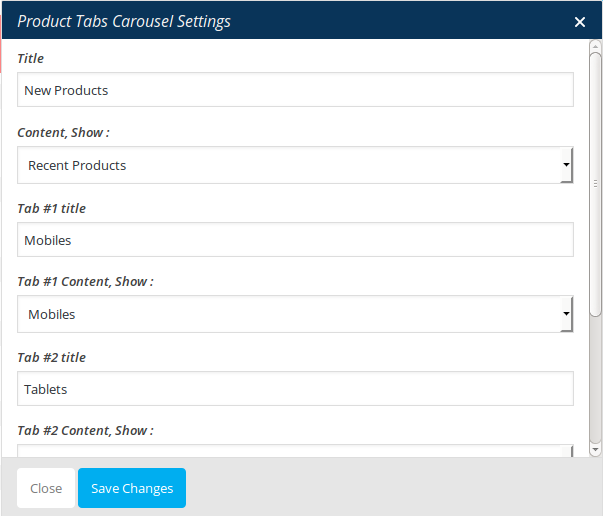 Product Tabs Carousel Settings
Title
New Products
Content, Show :
Recent Products
Tab #1 title
Mobiles
Tab #1 Content, Show :
Mobiles
Tab #2 title
Tablets
Tab #2 Content, Show :
Close Save Changes